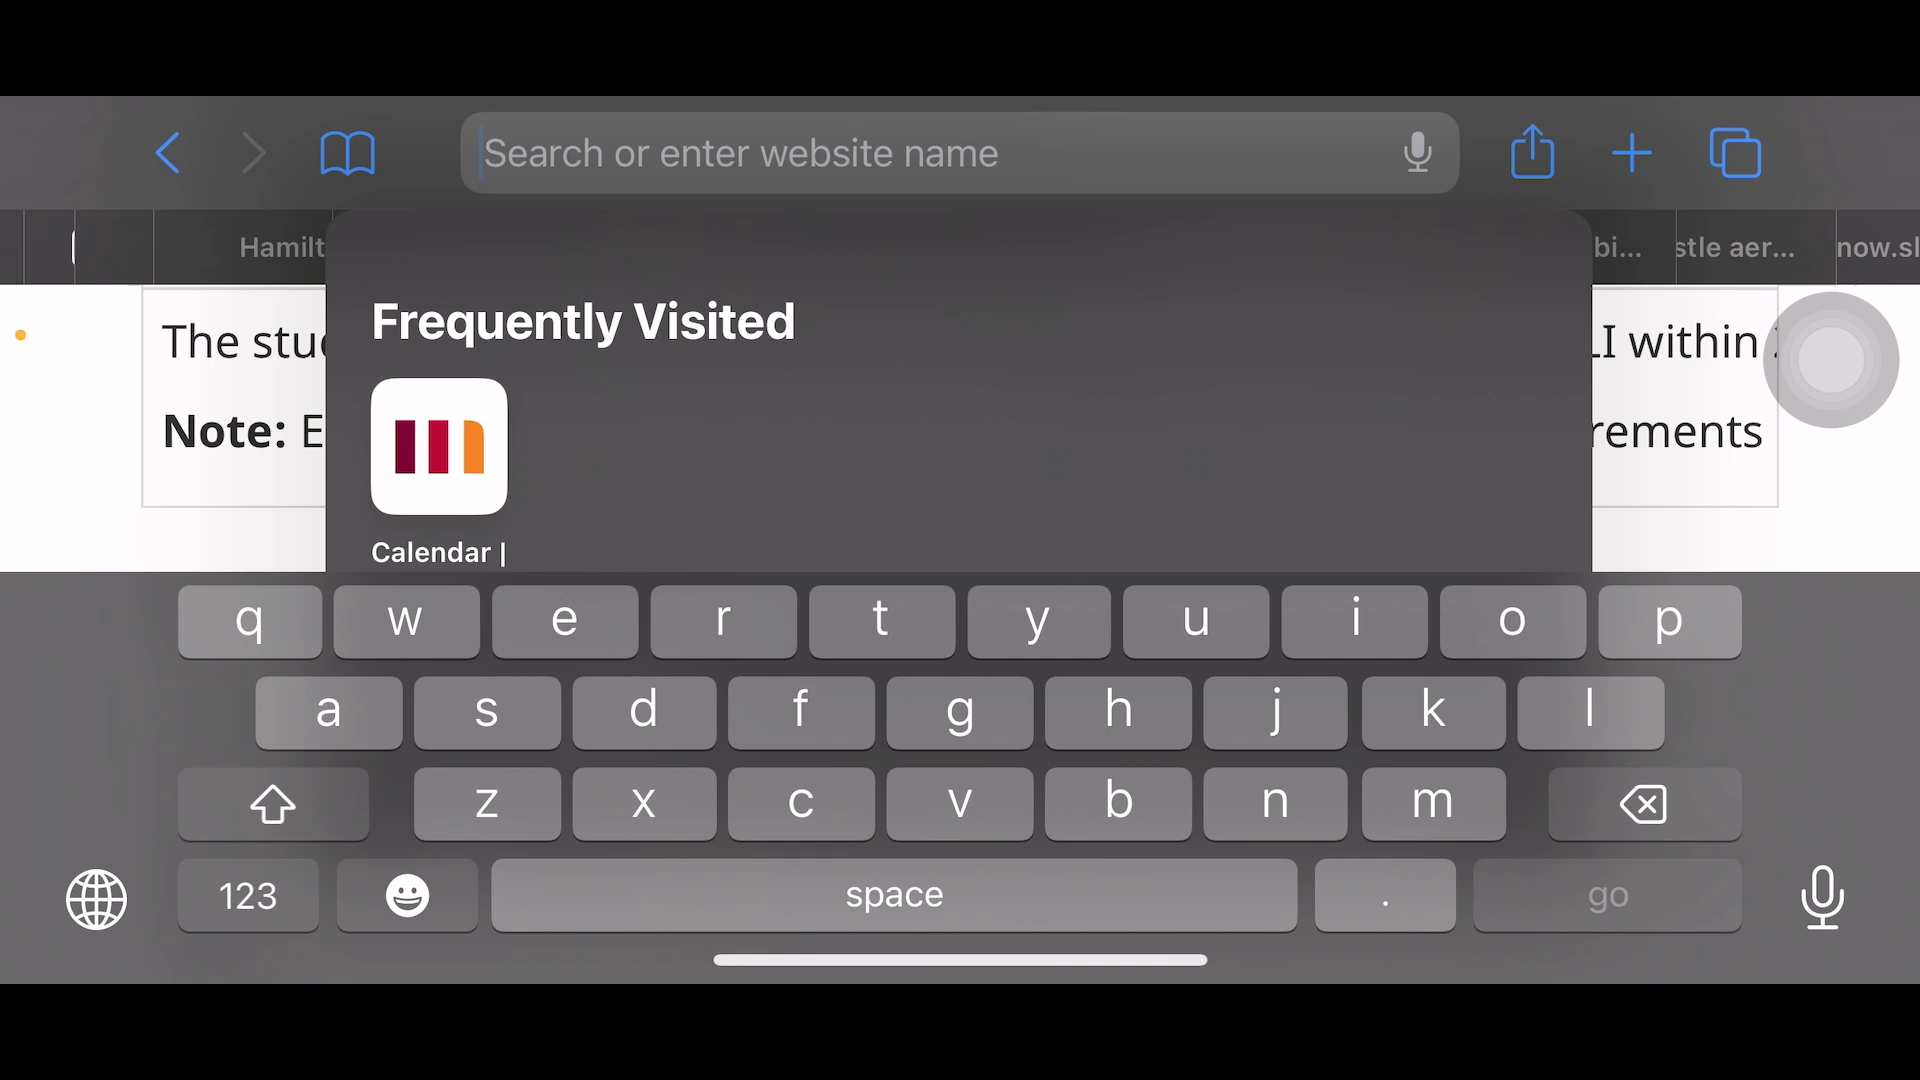 Search or enter website name
Hamilt
bi...
stle aer...
now.sl
Frequently Visited
The stu
I within
Note: E
rements
Calendar |
q w e r t y u i o p
a s d f g h j k l
z x c v b n m
123
space
.
go